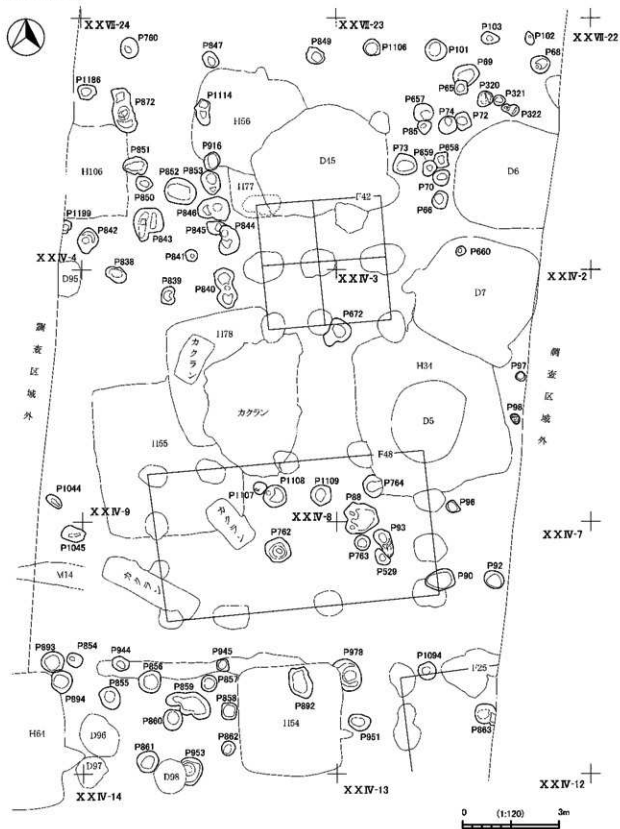 XXVII-24 XXVII-23 P103 P102 XXVII-22
P760 P847 P849 P1106 P101 P68
P69
P1186 P872 P1114 H66 P65 P320 P321
P657 P322
P85 P74 P72
P851 P916 D45 P73 P859 P658 D6
H106 P862 P853 H77 P70
P850 F42 P66
P1199 P846
P842 P843 P845 P844
XXIV-4 P841 P660 XXIV-2
D95 P838 XXIV-3
P839 P840 D7
P672
H78
調査区域外
カクラン
カクラン
H34
P97
調査区域外
D5 P98
H55
F48
P1044 P1107 P1108 P1109 P764
XXIV-9 XXIV-8 P88 P96 XXIV-7
カクラン
P1045 P762 P93
P763
カクラン P529 P90 P92
M14
P893 P854 P944 P945 P978 P1094 F25
P856 P857
P894 P855 P859 P858 P892 P863
H64 P860 H54 P951
D96 P862
P861 P953
D97 D98
XXIV-14 XXIV-13 XXIV-12
0 (1:120) 3m